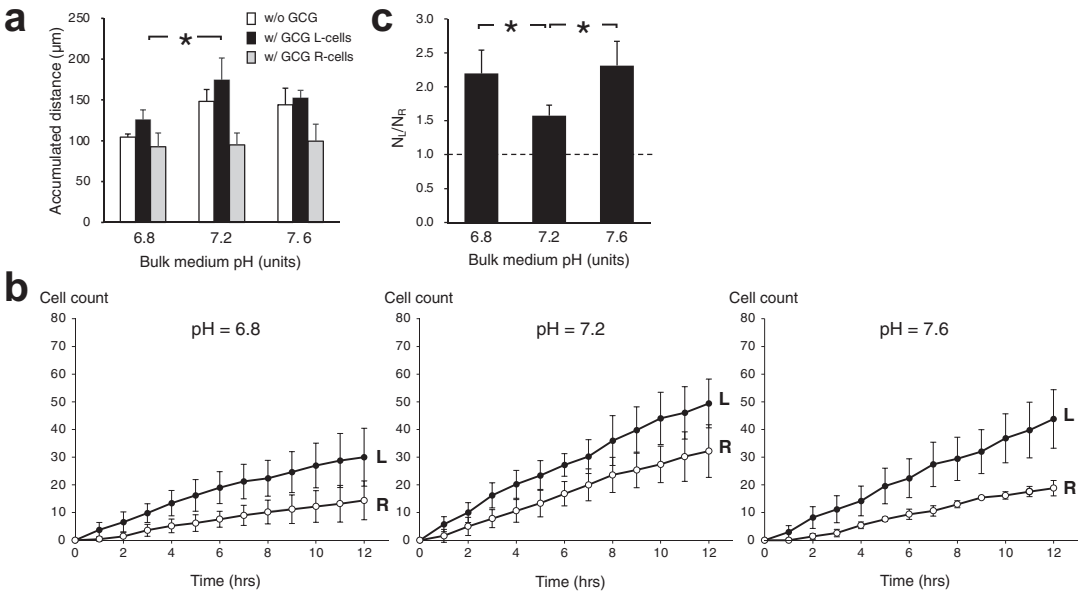 a
250
200
150
100
50
0
Accumulated distance (μm)
w/o GCG
w/ GCG L-cells
w/ GCG R-cells
*
6.8 7.2 7. 6
Bulk medium pH (units)
c
3.0
2.5
2.0
1.5
1.0
0.5
0.0
NL/NR
* *
6.8 7.2 7.6
Bulk medium pH (units)
b
Cell count
80
70
60
50
40
30
20
10
0
pH = 6.8
L
R
0 2 4 6 8 10 12
Time (hrs)
Cell count
80
70
60
50
40
30
20
10
0
pH = 7.2
L
R
0 2 4 6 8 10 12
Time (hrs)
Cell count
80
70
60
50
40
30
20
10
0
pH = 7.6
L
R
0 2 4 6 8 10 12
Time (hrs)